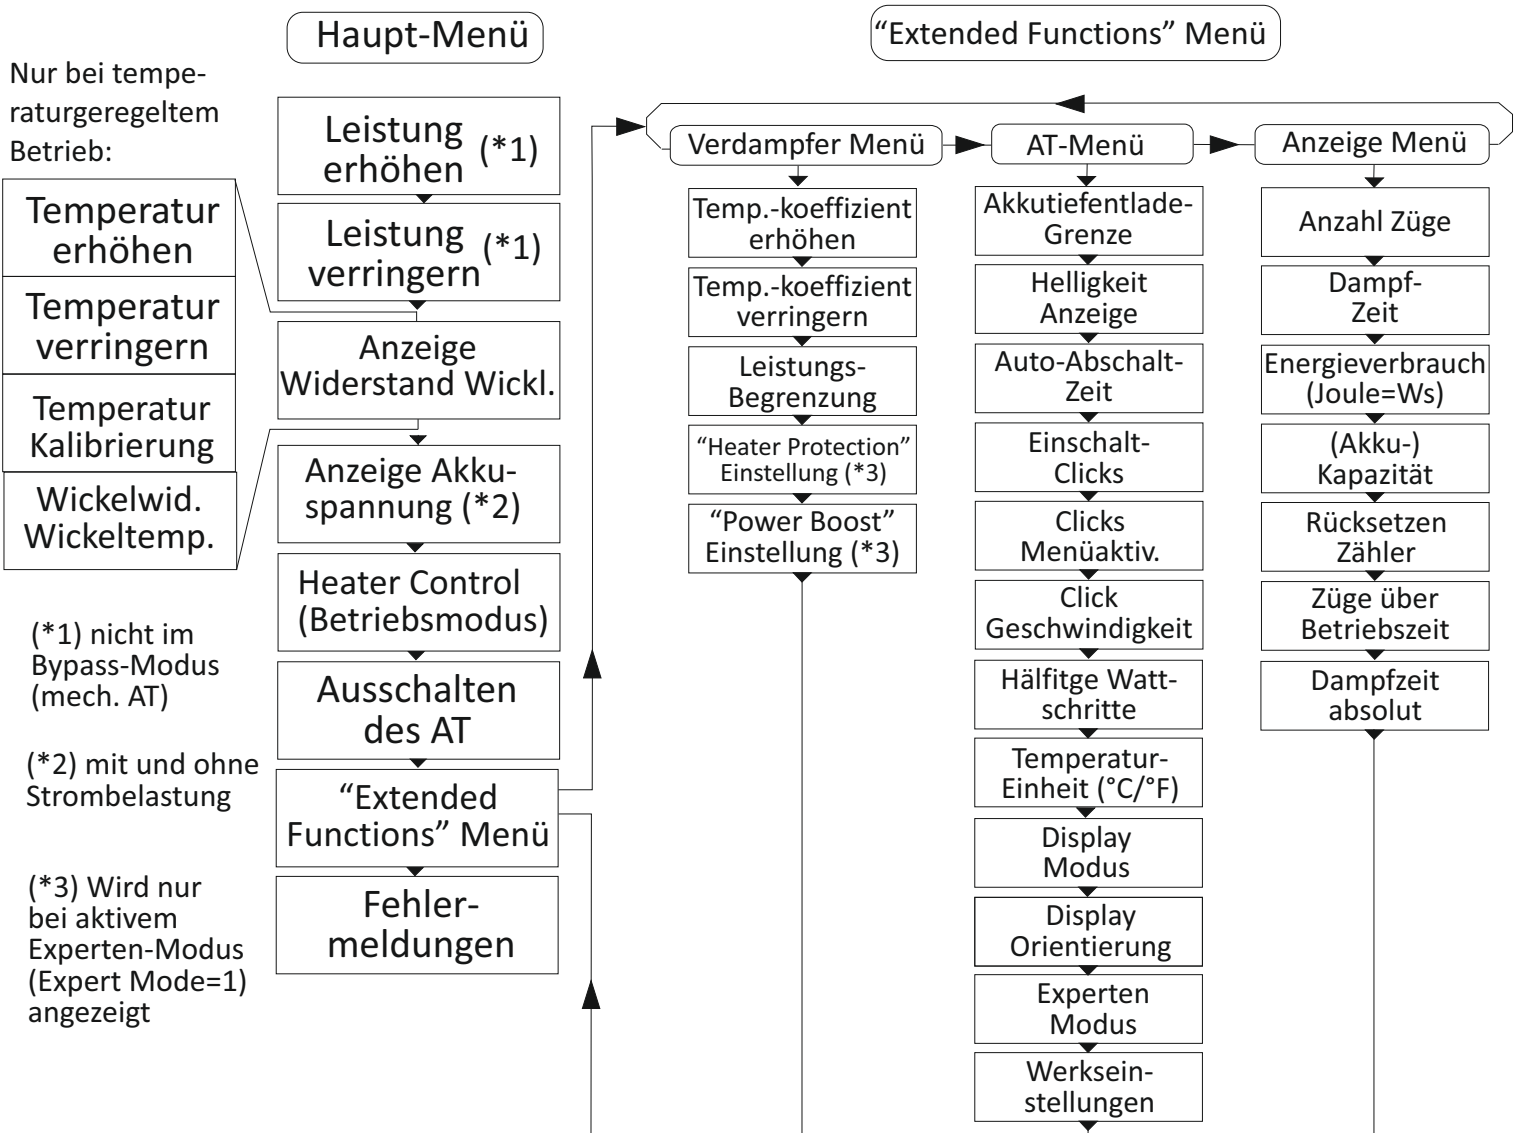 Haupt-Menü
“Extended Functions” Menü
Nur bei tempe-
raturgeregeltem
Betrieb:
Temperatur
erhöhen
Temperatur
verringern
Temperatur
Kalibrierung
Wickelwid.
Wickeltemp.
(*1) nicht im
Bypass-Modus
(mech. AT)
(*2) mit und ohne
Strombelastung
(*3) Wird nur
bei aktivem
Experten-Modus
(Expert Mode=1)
angezeigt
Leistung
erhöhen (*1)
Leistung
verringern (*1)
Anzeige
Widerstand Wickl.
Anzeige Akku-
spannung (*2)
Heater Control
(Betriebsmodus)
Ausschalten
des AT
“Extended
Functions” Menü
Fehler-
meldungen
Verdampfer Menü
Temp.-koeffizient
erhöhen
Temp.-koeffizient
verringern
Leistungs-
Begrenzung
“Heater Protection”
Einstellung (*3)
“Power Boost”
Einstellung (*3)
AT-Menü
Akkutiefentlade-
Grenze
Helligkeit
Anzeige
Auto-Abschalt-
Zeit
Einschalt-
Clicks
Clicks
Menüaktiv.
Click
Geschwindigkeit
Hälfitge Watt-
schritte
Temperatur-
Einheit (°C/°F)
Display
Modus
Display
Orientierung
Experten
Modus
Werksein-
stellungen
Anzeige Menü
Anzahl Züge
Dampf-
Zeit
Energieverbrauch
(Joule=Ws)
(Akku-)
Kapazität
Rücksetzen
Zähler
Züge über
Betriebszeit
Dampfzeit
absolut